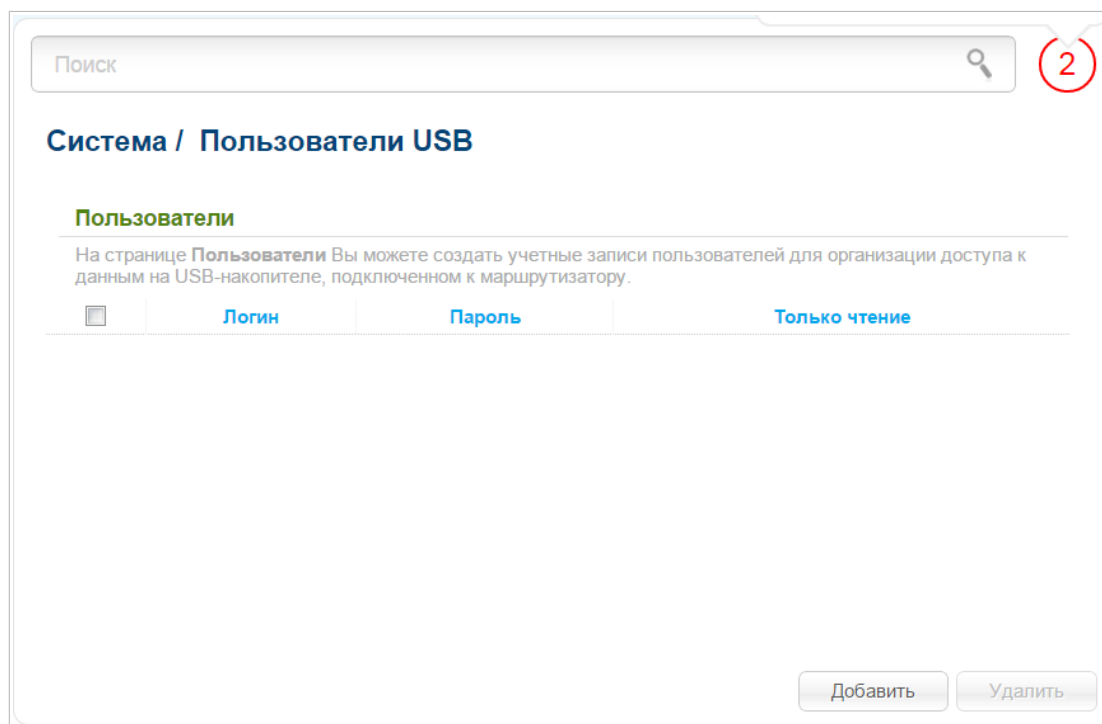 Поиск
2
Система / Пользователи USB
Пользователи
На странице Пользователи Вы можете создать учетные записи пользователей для организации доступа к
данным на USB-накопителе, подключенном к маршрутизатору.
Логин Пароль Только чтение
Добавить Удалить